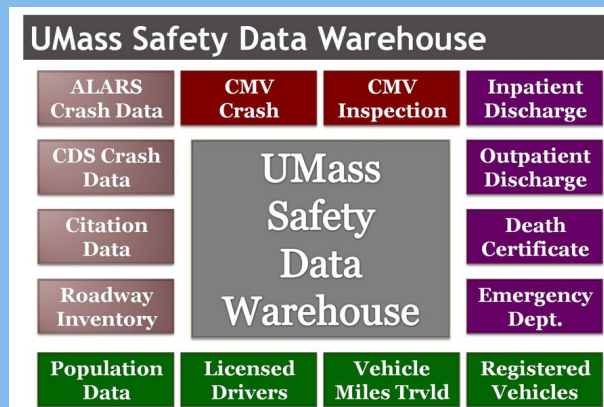 UMass Safety Data Warehouse
ALARS
Crash Data
CMV
Crash
CMV
Inspection
Inpatient
Discharge
CDS Crash
Data
UMass
Safety
Data
Warehouse
Outpatient
Discharge
Citation
Data
Death
Certificate
Roadway
Inventory
Emergency
Dept.
Population
Data
Licensed
Drivers
Vehicle
Miles Trvld
Registered
Vehicles